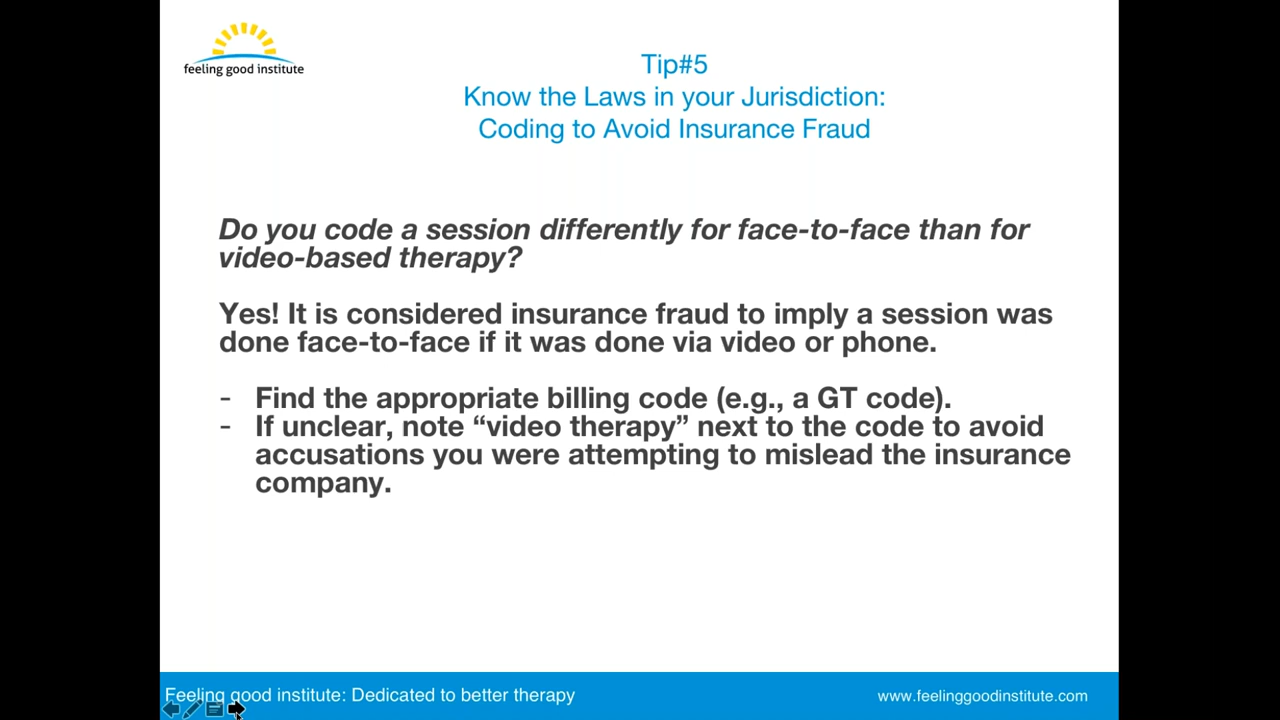 feeling good institute
Tip#5
Know the Laws in your Jurisdiction:
Coding to Avoid Insurance Fraud
Do you code a session differently for face-to-face than for
video-based therapy?
Yes! It is considered insurance fraud to imply a session was
done face-to-face if it was done via video or phone.
- Find the appropriate billing code (e.g., a GT code).
- If unclear, note “video therapy” next to the code to avoid
accusations you were attempting to mislead the insurance
company.
Feeling good institute: Dedicated to better therapy
www.feelinggoodinstitute.com